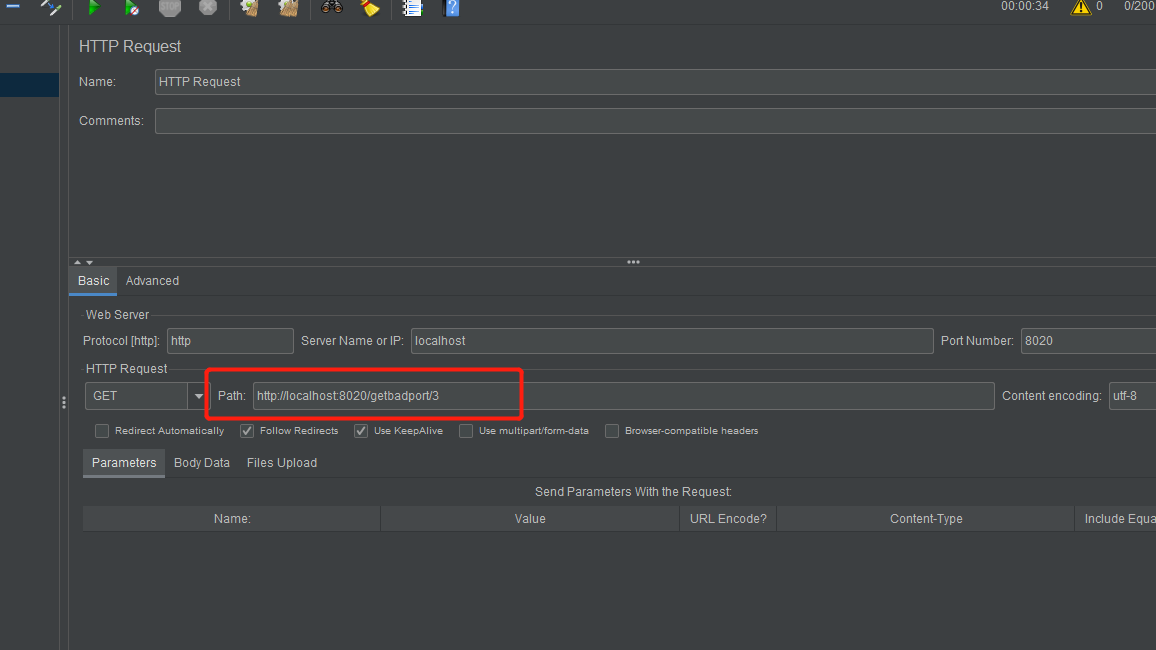 STOP
00:00:34 0 0/200
HTTP Request
Name: HTTP Request
Comments:
Basic Advanced
Web Server
Protocol [http]: http Server Name or IP: localhost Port Number: 8020
HTTP Request
GET Path: http://localhost:8020/getbadport/3 Content encoding: utf-8
Redirect Automatically Follow Redirects Use KeepAlive Use multipart/form-data Browser-compatible headers
Parameters Body Data Files Upload
Send Parameters With the Request:
Name: Value URL Encode? Content-Type Include Equa